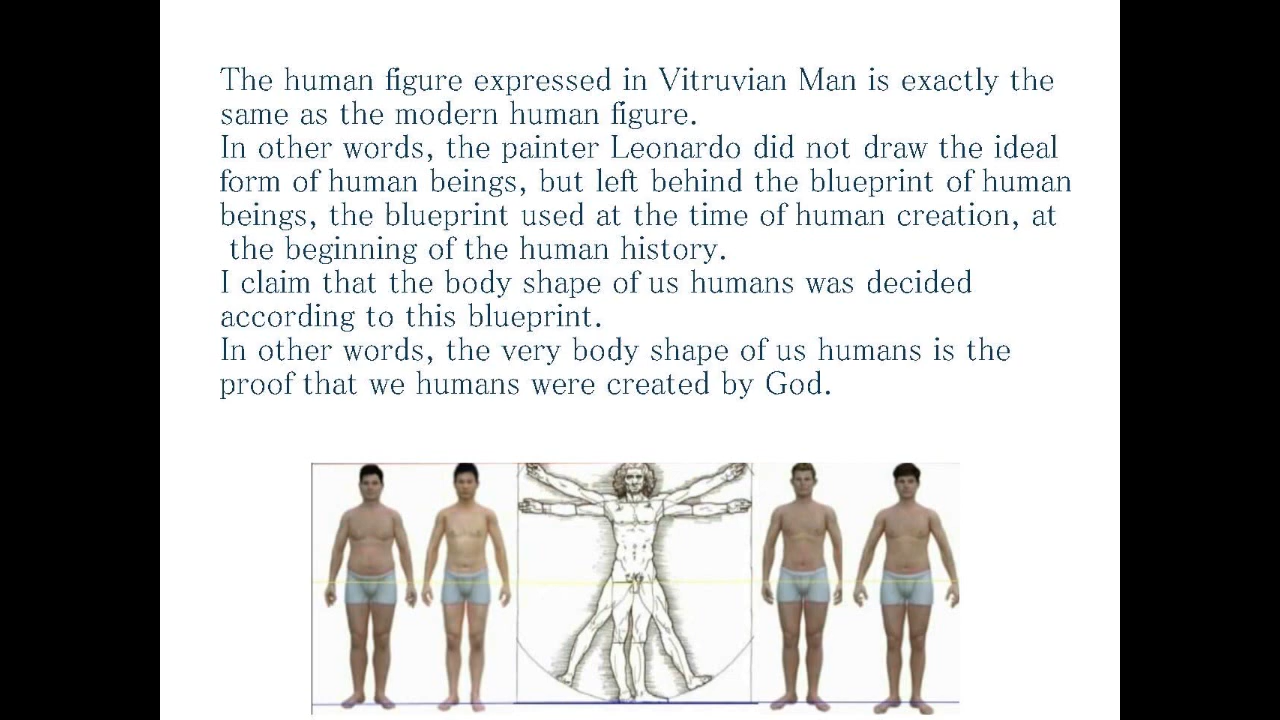 The human figure expressed in Vitruvian Man is exactly the
same as the modern human figure.
In other words, the painter Leonardo did not draw the ideal
form of human beings, but left behind the blueprint of human
beings, the blueprint used at the time of human creation, at
the beginning of the human history.
I claim that the body shape of us humans was decided
according to this blueprint.
In other words, the very body shape of us humans is the
proof that we humans were created by God.